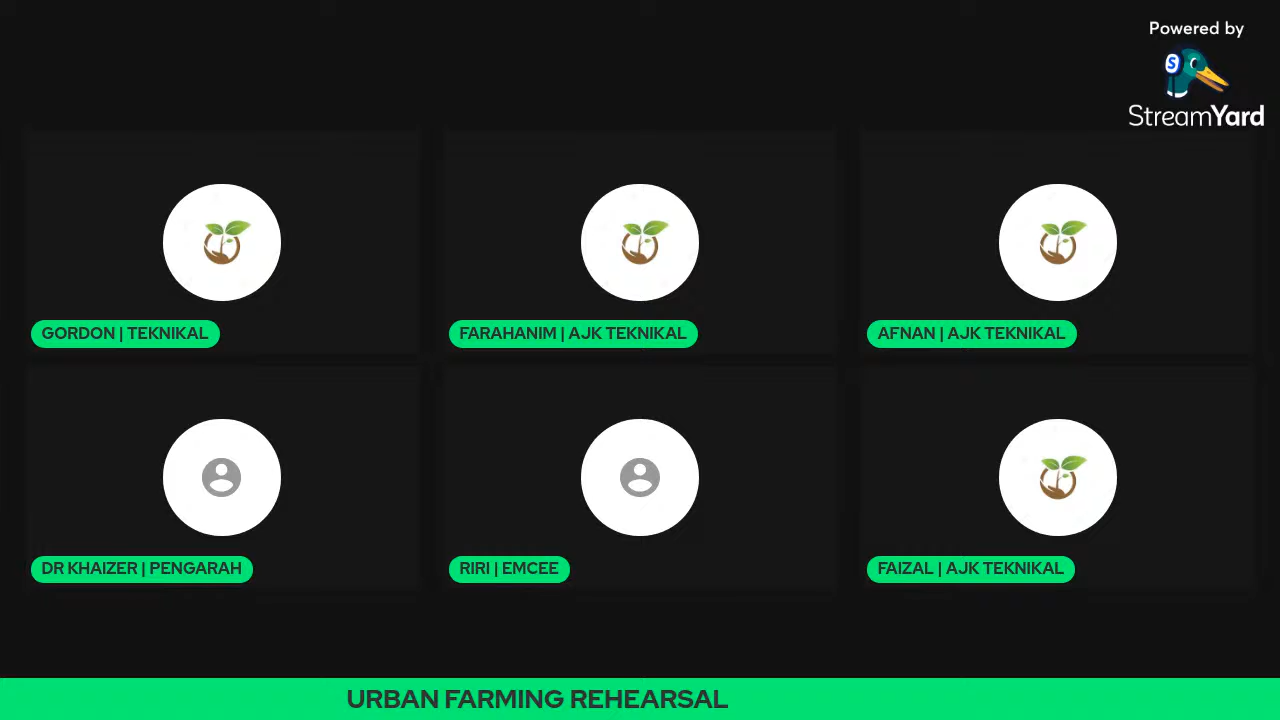 Powered by
S
StreamYard
GORDON | TEKNIKAL
FARAHANIM | AJK TEKNIKAL
AFNAN | AJK TEKNIKAL
DR KHAIZER | PENGARAH
RIRI | EMCEE
FAIZAL | AJK TEKNIKAL
URBAN FARMING REHEARSAL